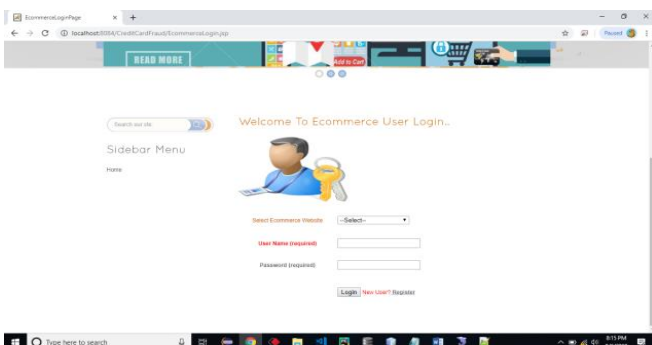 EcommerceLoginPage
localhost:8084/CreditCardFraud/EcommerceLogin.jsp
Paused
READ MORE
Add to Cart
Search our site
Welcome To Ecommerce User Login..
Sidebar Menu
Home
Select Ecommerce Website
--Select--
User Name (required)
Password (required)
Login New User? Register
Type here to search
8:15 PM